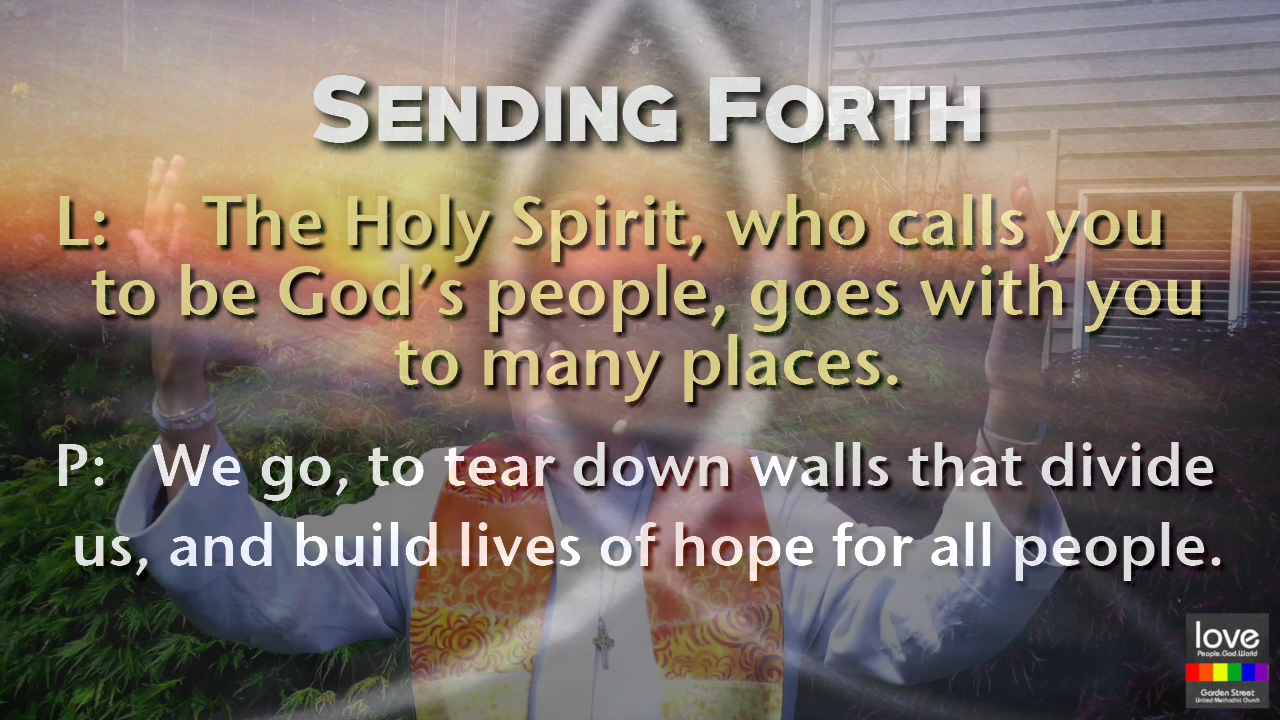 SENDING FORTH
L: The Holy Spirit, who calls you
to be God's people, goes with you
to many places.
P: We go, to tear down walls that divide
us, and build lives of hope for all people.
love
People.God.World
Garden Street
United Methodist Church